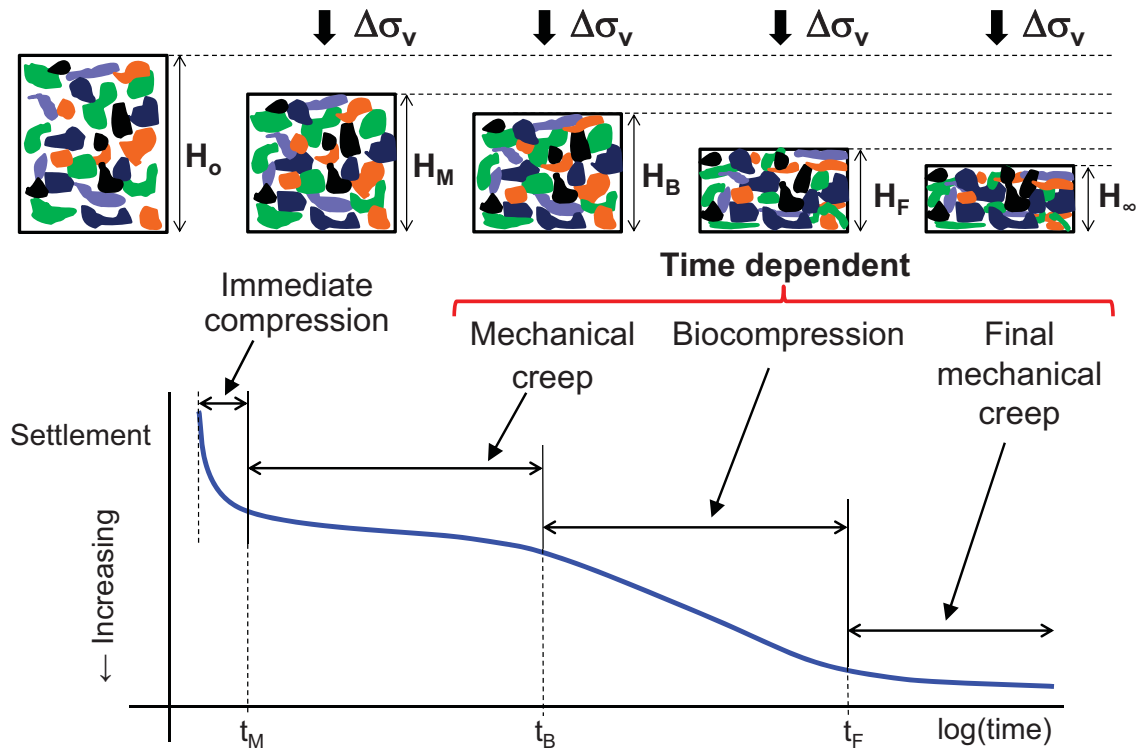 Δσv Δσv Δσv Δσv
Ho
HM
HB
HF
H∞
Time dependent
Immediate
compression
Mechanical
creep
Biocompression
Final
mechanical
creep
Settlement
← Increasing
tM
tB
tF
log(time)